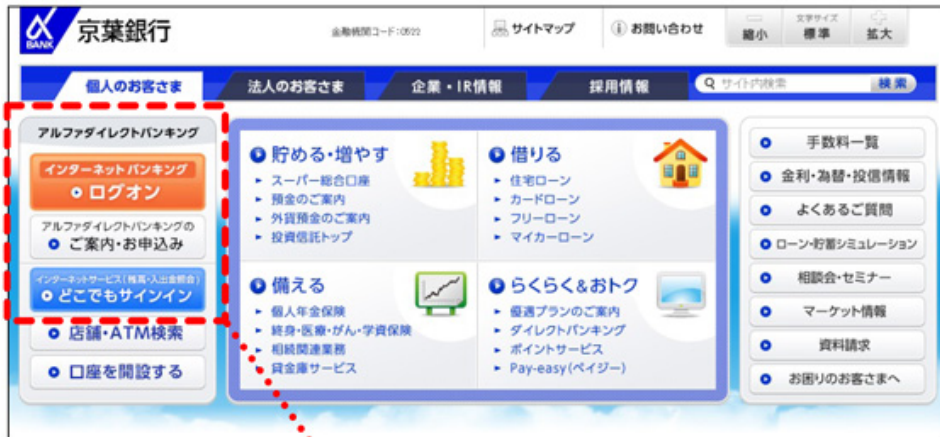 BANK
京葉銀行
金融機関コード:0522
サイトマップ
お問い合わせ
文字サイズ
縮小
標準
拡大
個人のお客さま
法人のお客さま
企業・IR情報
採用情報
サイト内検索
検索
アルファダイレクトバンキング
インターネットバンキング
ログオン
アルファダイレクトバンキングの
ご案内・お申込み
インターネットサービス(残高・入出金照会)
どこでもサインイン
店舗・ATM検索
口座を開設する
貯める・増やす
スーパー総合口座
預金のご案内
外貨預金のご案内
投資信託トップ
借りる
住宅ローン
カードローン
フリーローン
マイカーローン
備える
個人年金保険
終身・医療・がん・学資保険
相続関連業務
貸金庫サービス
らくらく&おトク
優遇プランのご案内
ダイレクトバンキング
ポイントサービス
Pay-easy(ペイジー)
手数料一覧
金利・為替・投信情報
よくあるご質問
ローン・貯蓄シミュレーション
相談会・セミナー
マーケット情報
資料請求
お困りのお客さまへ